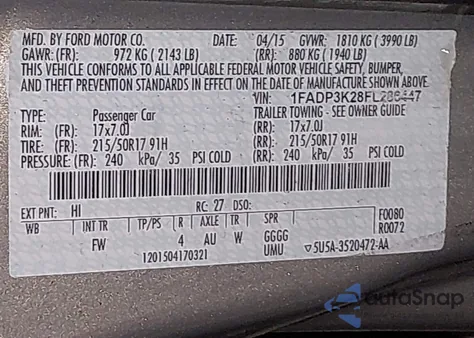 MFD. BY FORD MOTOR CO. 04/15 GVWR: 1810 KG ( 3990 LB)
GAWR: (FR): 972 KG ( 2143 LB) (RR): 880 KG ( 1940 LB)
THIS VEHICLE CONFORMS TO ALL APPLICABLE FEDERAL MOTOR VEHICLE SAFETY, BUMPER,
AND THEFT PREVENTION STANDARDS IN EFFECT ON THE DATE OF MANUFACTURE SHOWN ABOVE.
VIN: 1FADP3K28FL286447
TYPE: Passenger Car TRAILER TOWING - SEE OWNER GUIDE
RIM: (FR): 17x7.0J (RR): 17x7.0J
TIRE: (FR): 215/50R17 91H (RR): 215/50R17 91H
PRESSURE: (FR): 240 kPa/ 35 PSI COLD (RR): 240 kPa/ 35 PSI COLD
EXT PNT: HI RC: 27 DSO: F0080
WB INT TR TP/PS R AXLE TR SPR R0072
FW 4 AU W GGGG
1201504170321 UMU ▽5U5A-3520472-AA
autoSnap